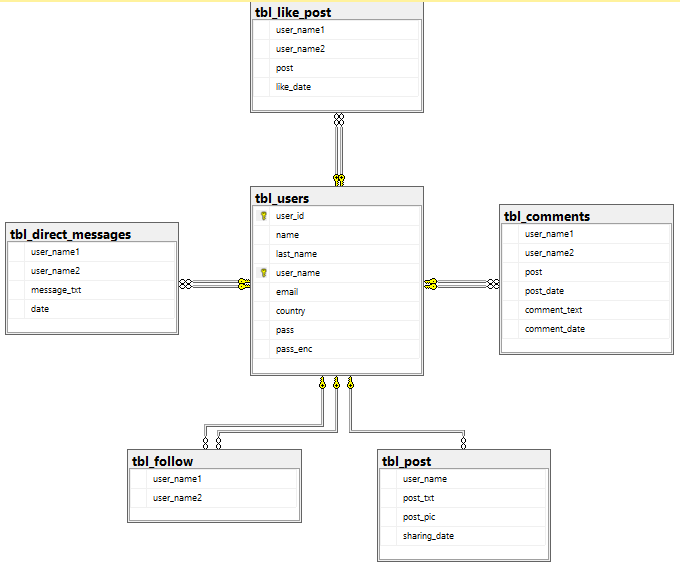 tbl_like_post
user_name1
user_name2
post
like_date
tbl_users
user_id
name
last_name
user_name
email
country
pass
pass_enc
tbl_direct_messages
user_name1
user_name2
message_txt
date
tbl_comments
user_name1
user_name2
post
post_date
comment_text
comment_date
tbl_follow
user_name1
user_name2
tbl_post
user_name
post_txt
post_pic
sharing_date